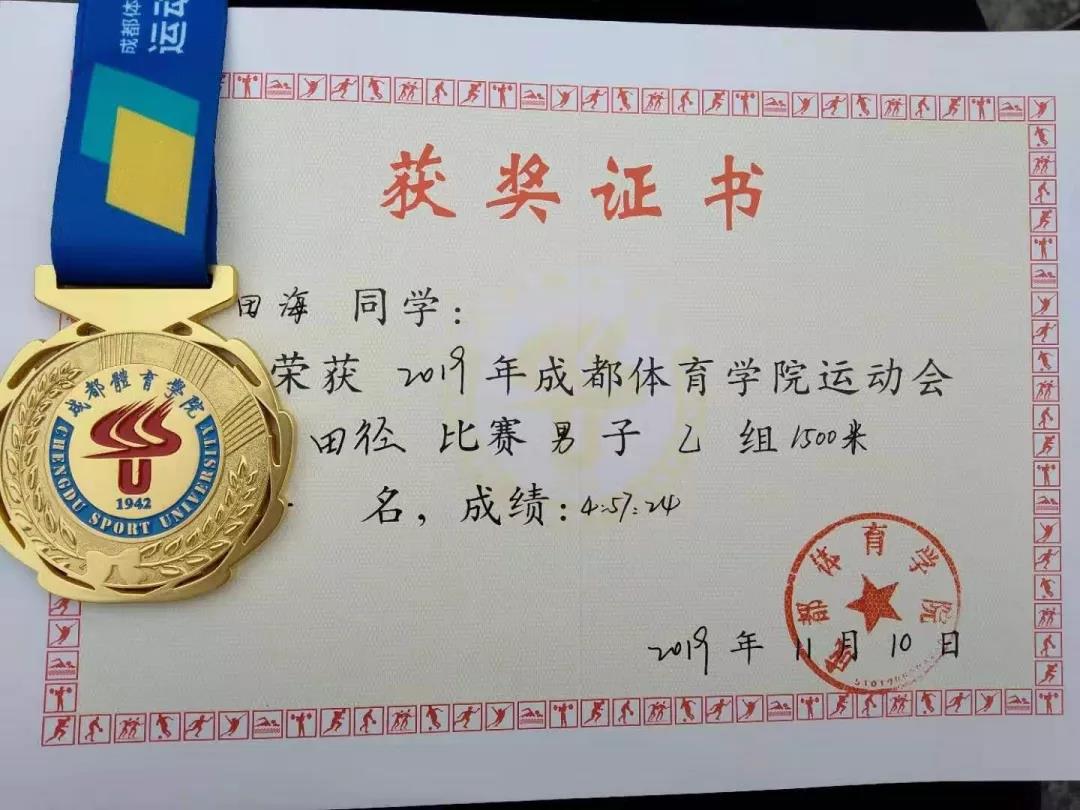 成都体
运动
获奖证书
田海 同学：
荣获 2019 年成都体育学院运动会
田径 比赛 男 子 乙 组 1500米
名，成绩：4:57:24
2019 年 11 月 10 日
成都体育学院
成都體育學院
CHENGDU SPORT UNIVERSITY
1942